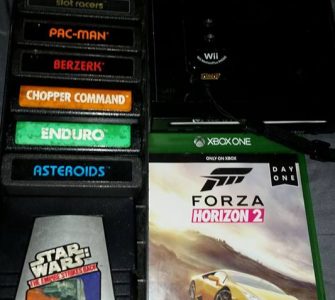 slot racers
PAC-MAN
BERZERK
CHOPPER COMMAND
ENDURO
ASTEROIDS
STAR
WARS
THE EMPIRE STRIKES BACK
Wii
XBOX ONE
ONLY ON XBOX
DAY
ONE
FORZA
HORIZON 2